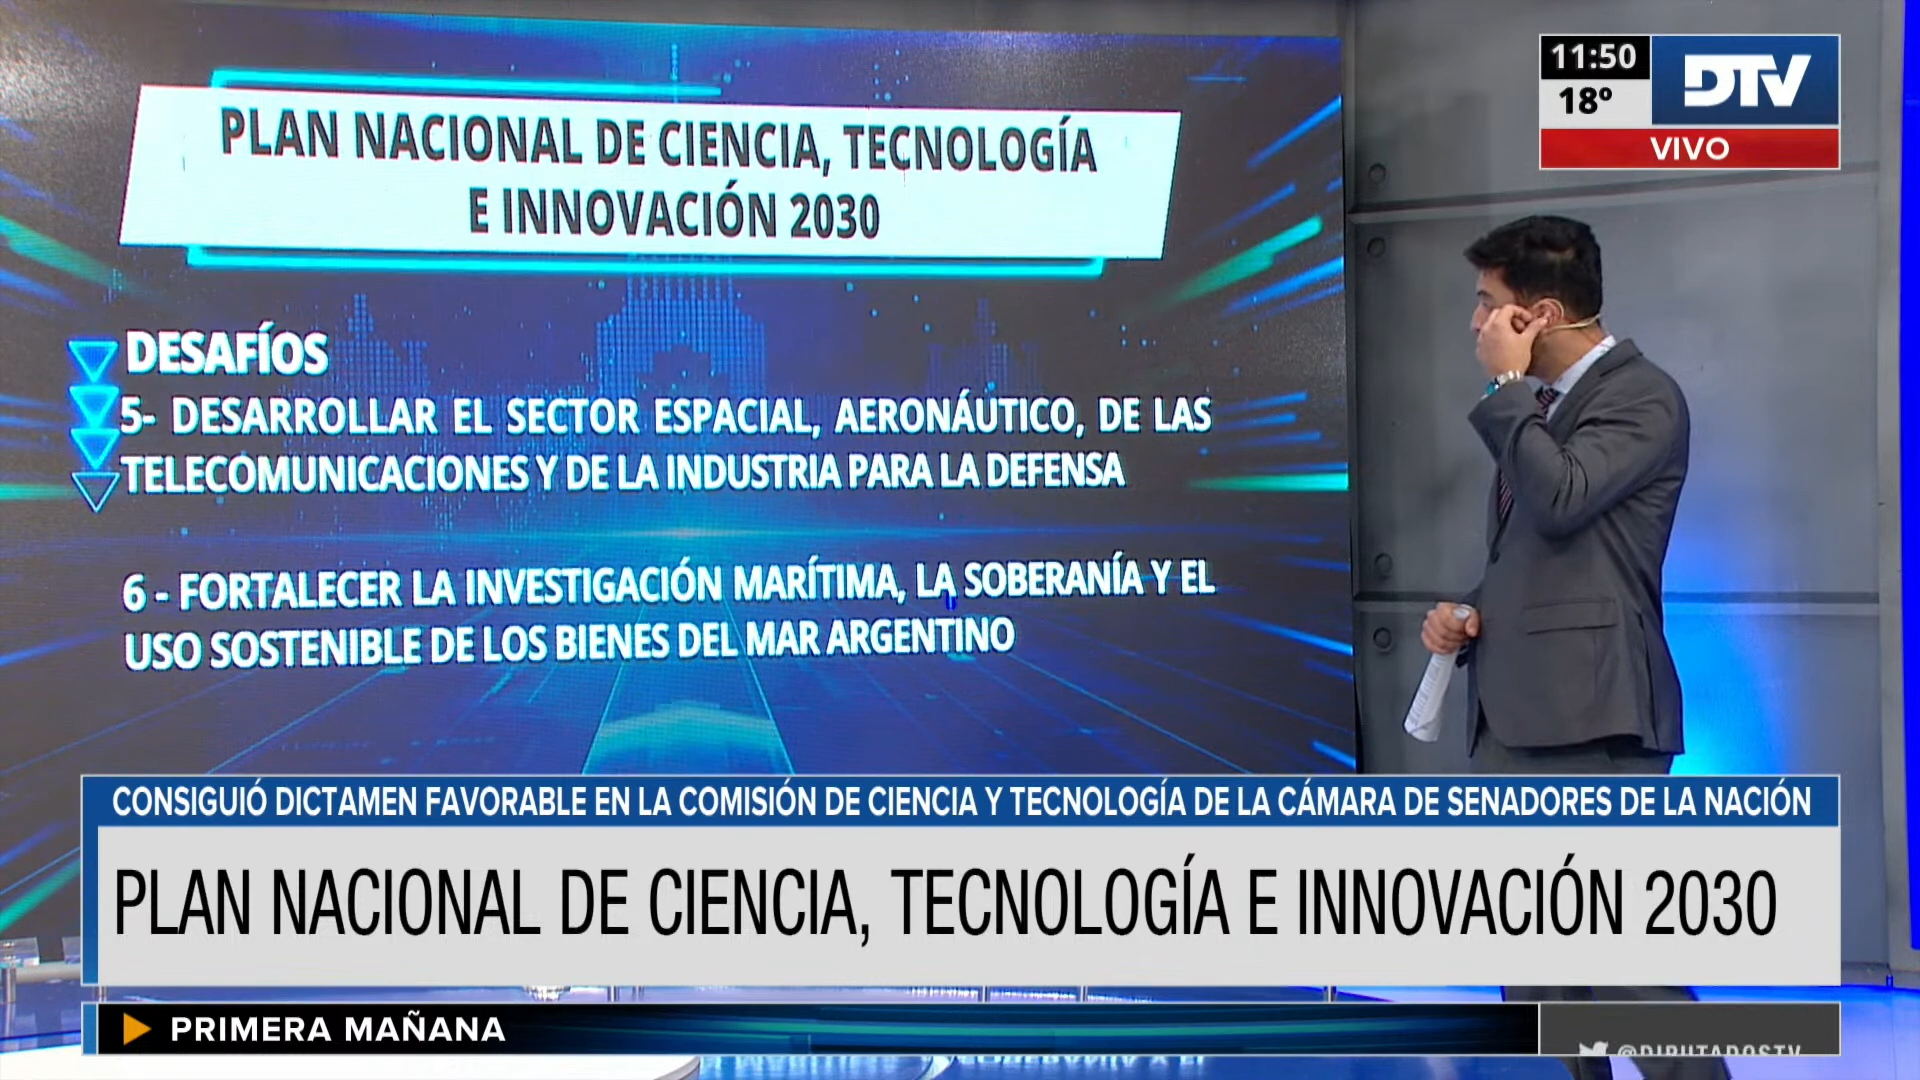 11:50
18º
DTV
VIVO
PLAN NACIONAL DE CIENCIA, TECNOLOGÍA
E INNOVACIÓN 2030
DESAFÍOS
5- DESARROLLAR EL SECTOR ESPACIAL, AERONÁUTICO, DE LAS
TELECOMUNICACIONES Y DE LA INDUSTRIA PARA LA DEFENSA
6 - FORTALECER LA INVESTIGACIÓN MARÍTIMA, LA SOBERANÍA Y EL
USO SOSTENIBLE DE LOS BIENES DEL MAR ARGENTINO
CONSIGUIÓ DICTAMEN FAVORABLE EN LA COMISIÓN DE CIENCIA Y TECNOLOGÍA DE LA CÁMARA DE SENADORES DE LA NACIÓN
PLAN NACIONAL DE CIENCIA, TECNOLOGÍA E INNOVACIÓN 2030
PRIMERA MAÑANA
@DIPUTADOSTV